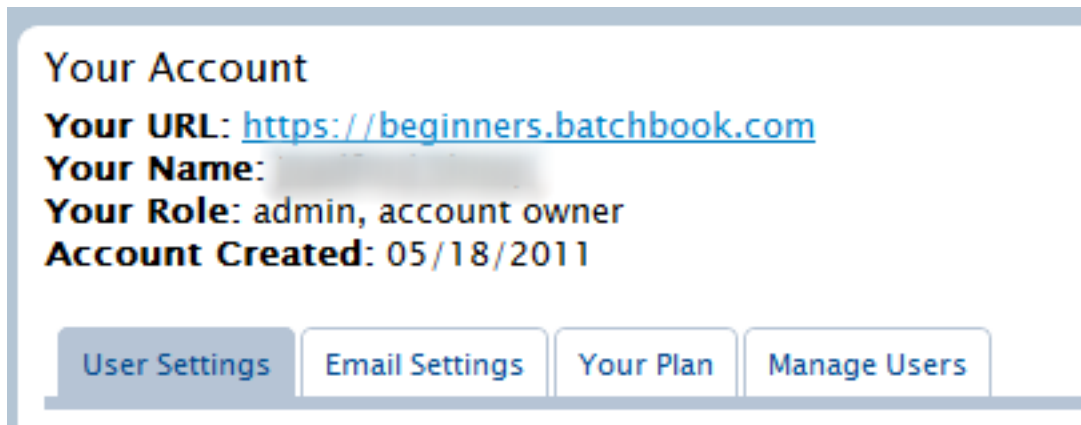 Your Account
Your URL: https://beginners.batchbook.com
Your Name:
Your Role: admin, account owner
Account Created: 05/18/2011
User Settings Email Settings Your Plan Manage Users